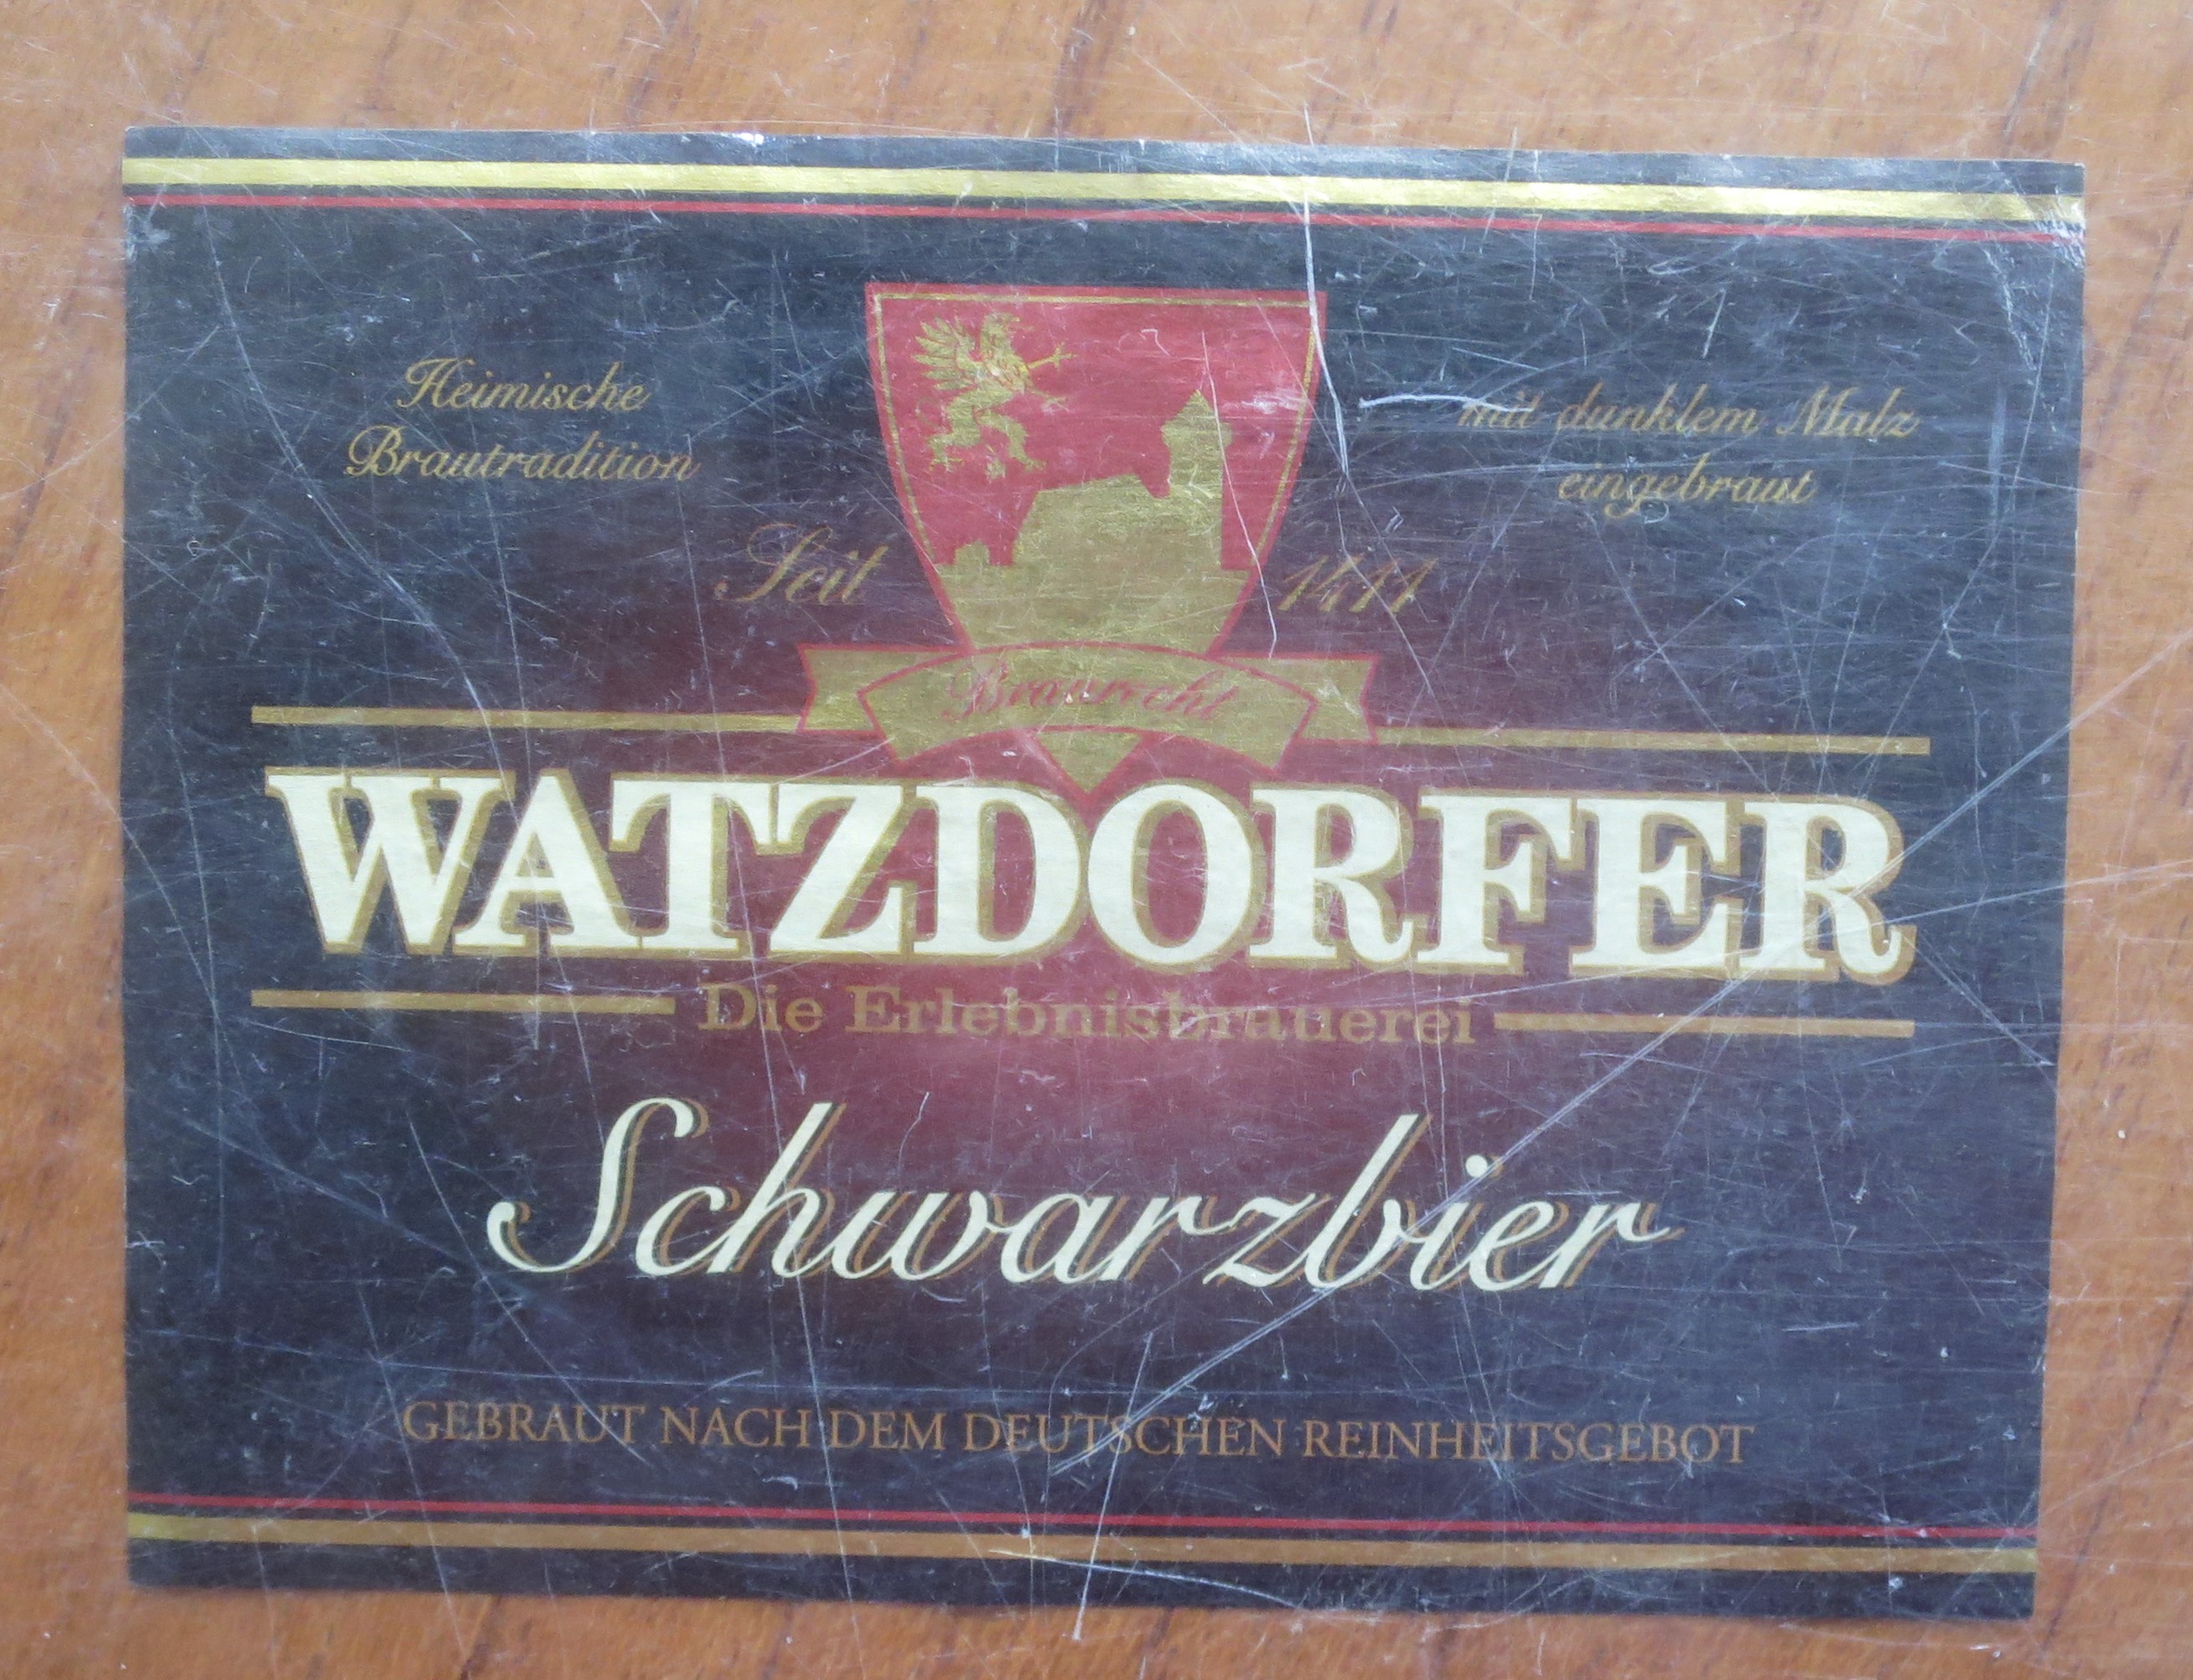 Heimische
Brautradition
mit dunklem Malz
eingebraut
Seit 1411
Braurecht
WATZDORFER
Die Erlebnisbrauerei
Schwarzbier
GEBRAUT NACH DEM DEUTSCHEN REINHEITSGEBOT